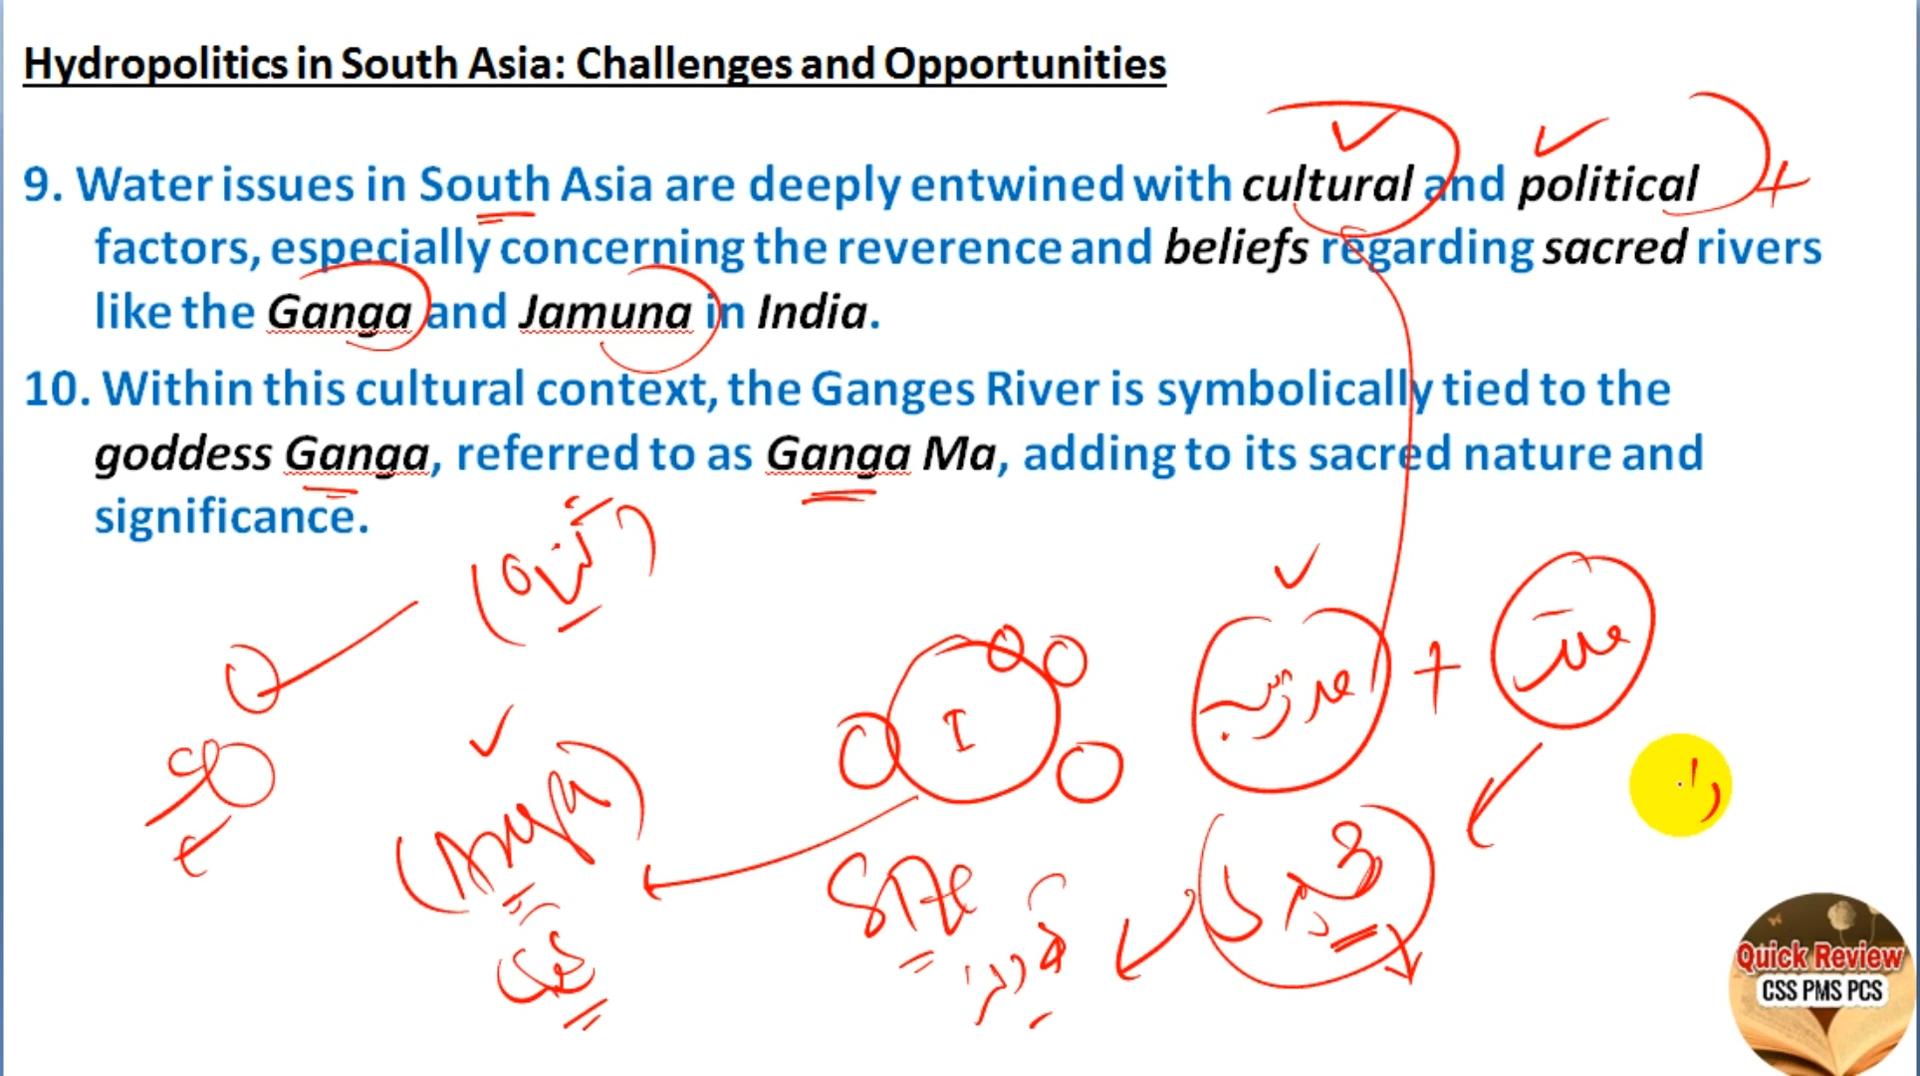 Hydropolitics in South Asia: Challenges and Opportunities
9. Water issues in South Asia are deeply entwined with cultural and political
factors, especially concerning the reverence and beliefs regarding sacred rivers
like the Ganga and Jamuna in India.
10. Within this cultural context, the Ganges River is symbolically tied to the
goddess Ganga, referred to as Ganga Ma, adding to its sacred nature and
significance.
I
Size
Quick Review
CSS PMS PCS